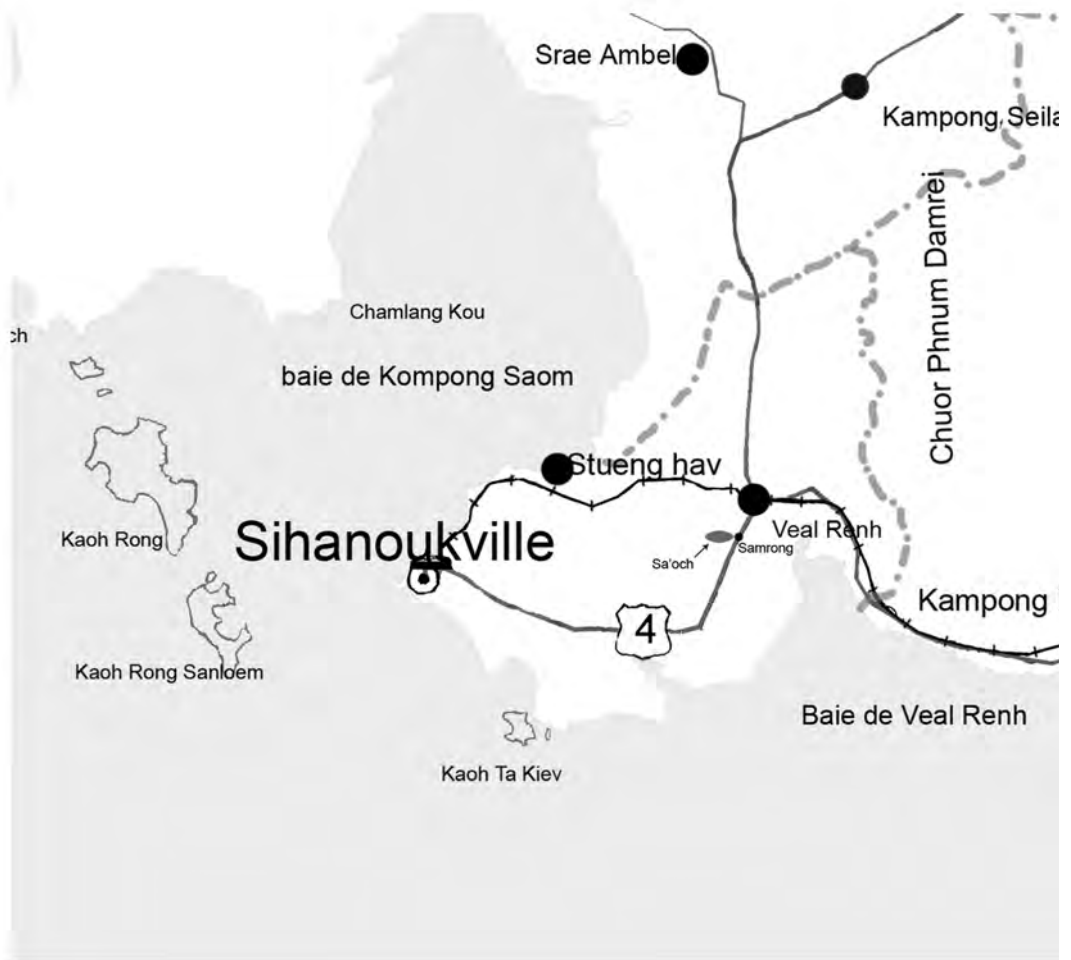 Srae Ambel
Kampong Seila
Chuor Phnum Damrei
Chamlang Kou
ch
baie de Kompong Saom
Stueng hav
Veal Renh
Sihanoukville
Kaoh Rong
Samrong
Sa'och
Kampong
4
Kaoh Rong Sanloem
Baie de Veal Renh
Kaoh Ta Kiev